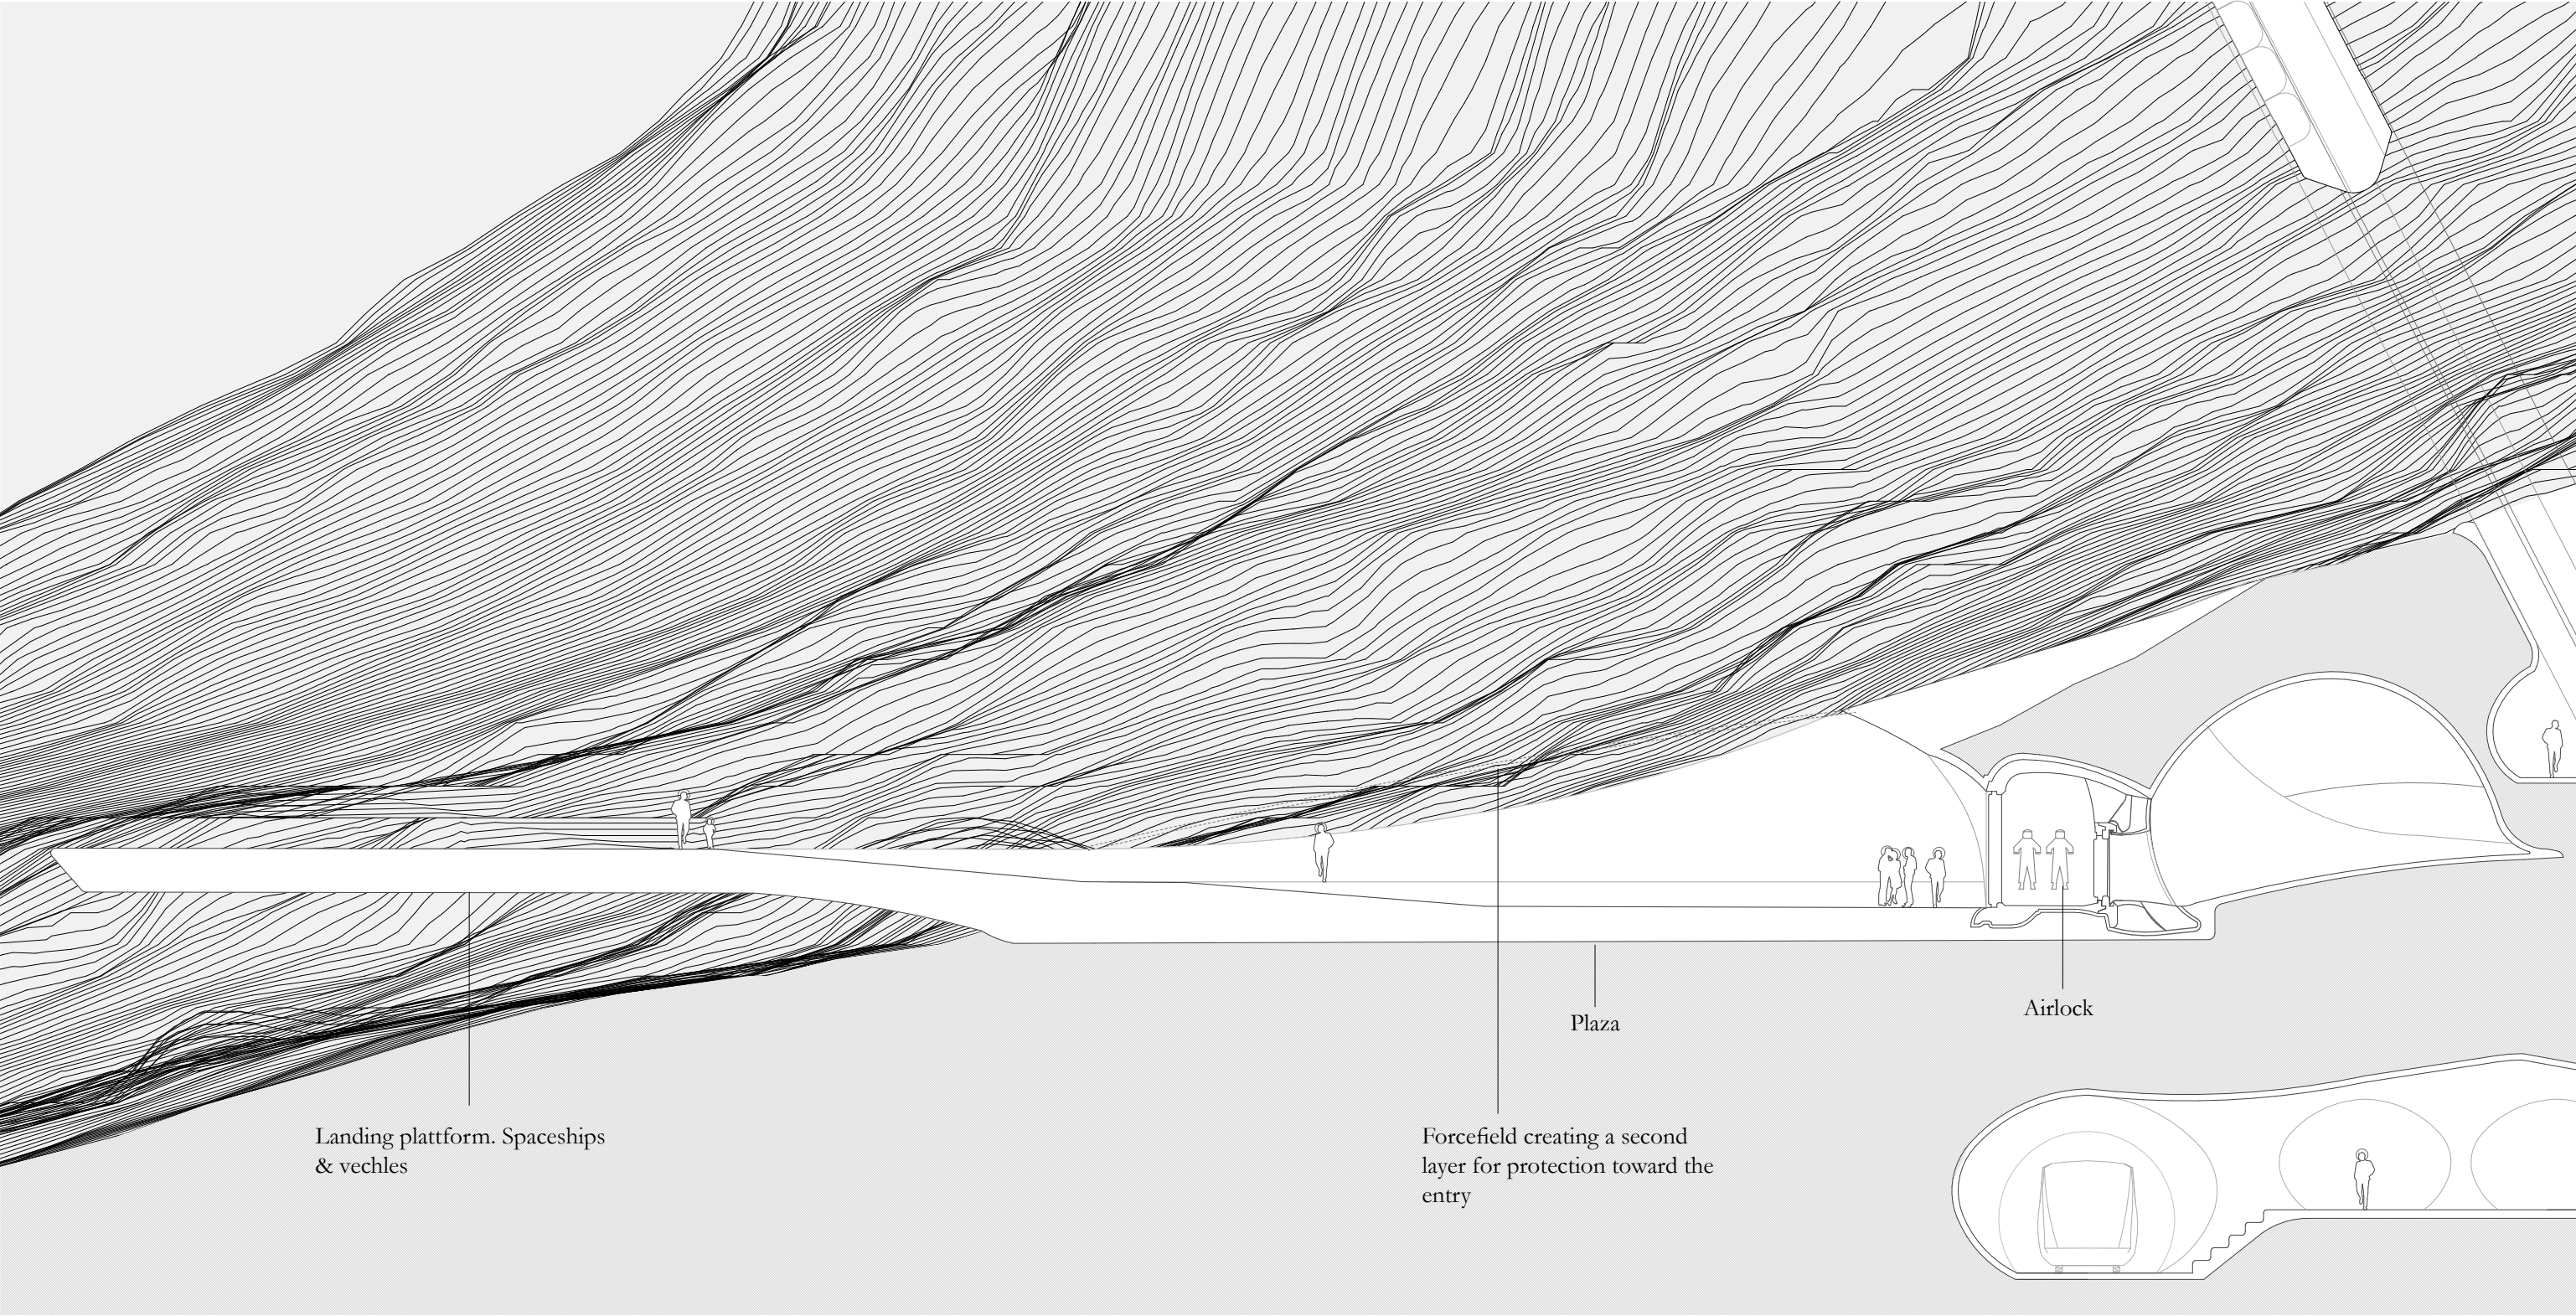 Plaza
Airlock
Landing plattform. Spaceships
& vechles
Forcefield creating a second
layer for protection toward the
entry